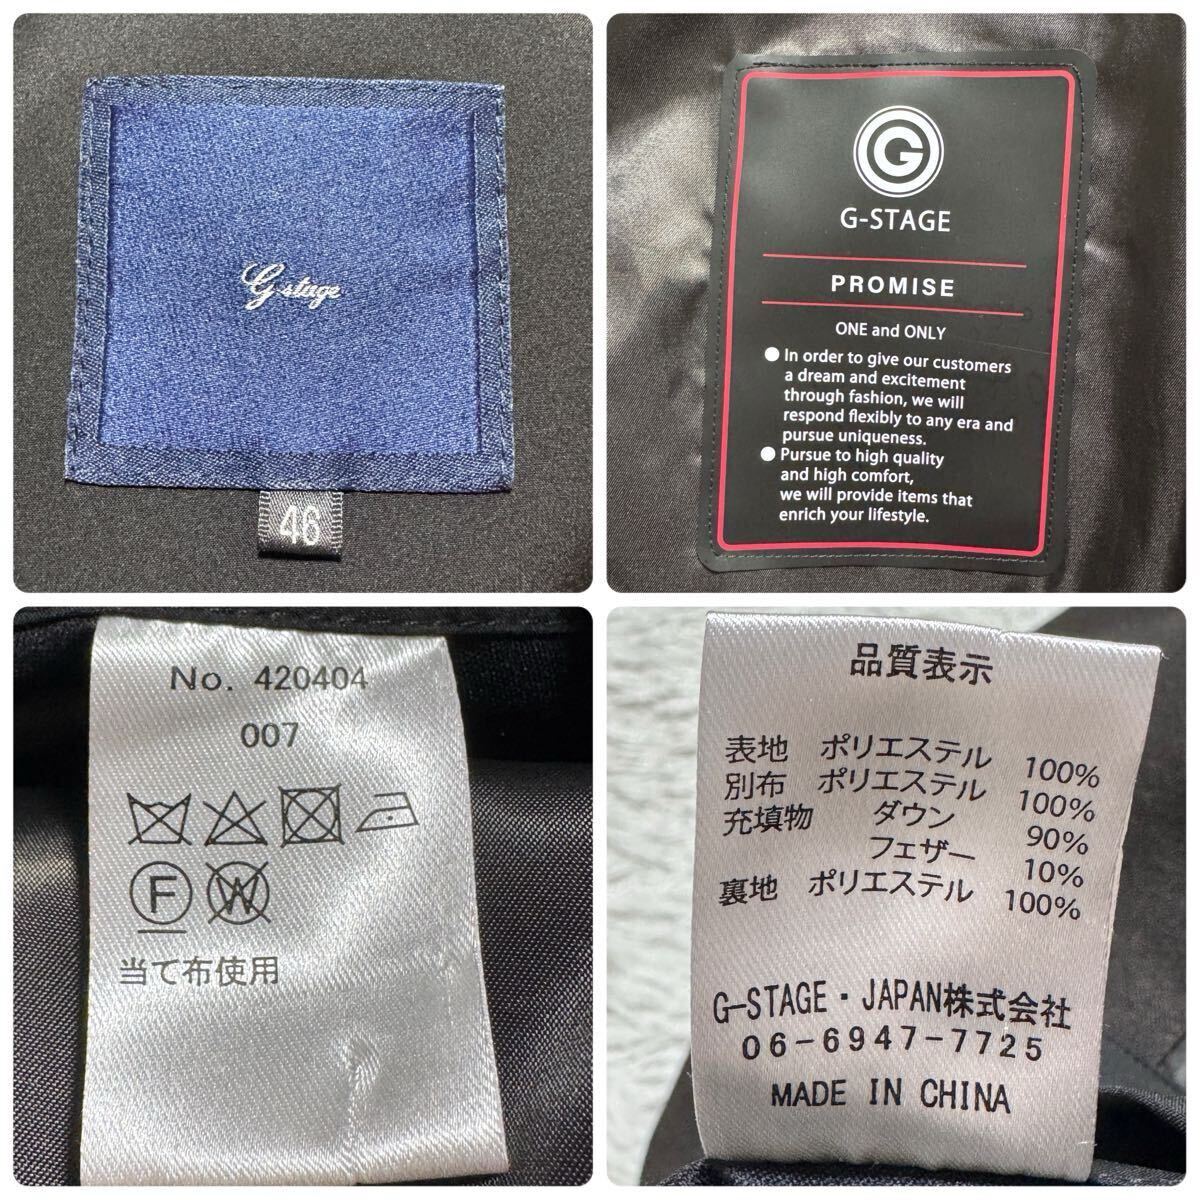 G-stage
46
G
G-STAGE
PROMISE
ONE and ONLY
● In order to give our customers
a dream and excitement
through fashion, we will
respond flexibly to any era and
pursue uniqueness.
● Pursue to high quality
and high comfort,
we will provide items that
enrich your lifestyle.
No. 420404
007
F W
当て布使用
品質表示
表地 ポリエステル 100%
別布 ポリエステル 100%
充填物 ダウン 90%
フェザー 10%
裏地 ポリエステル 100%
G-STAGE・JAPAN株式会社
06-6947-7725
MADE IN CHINA